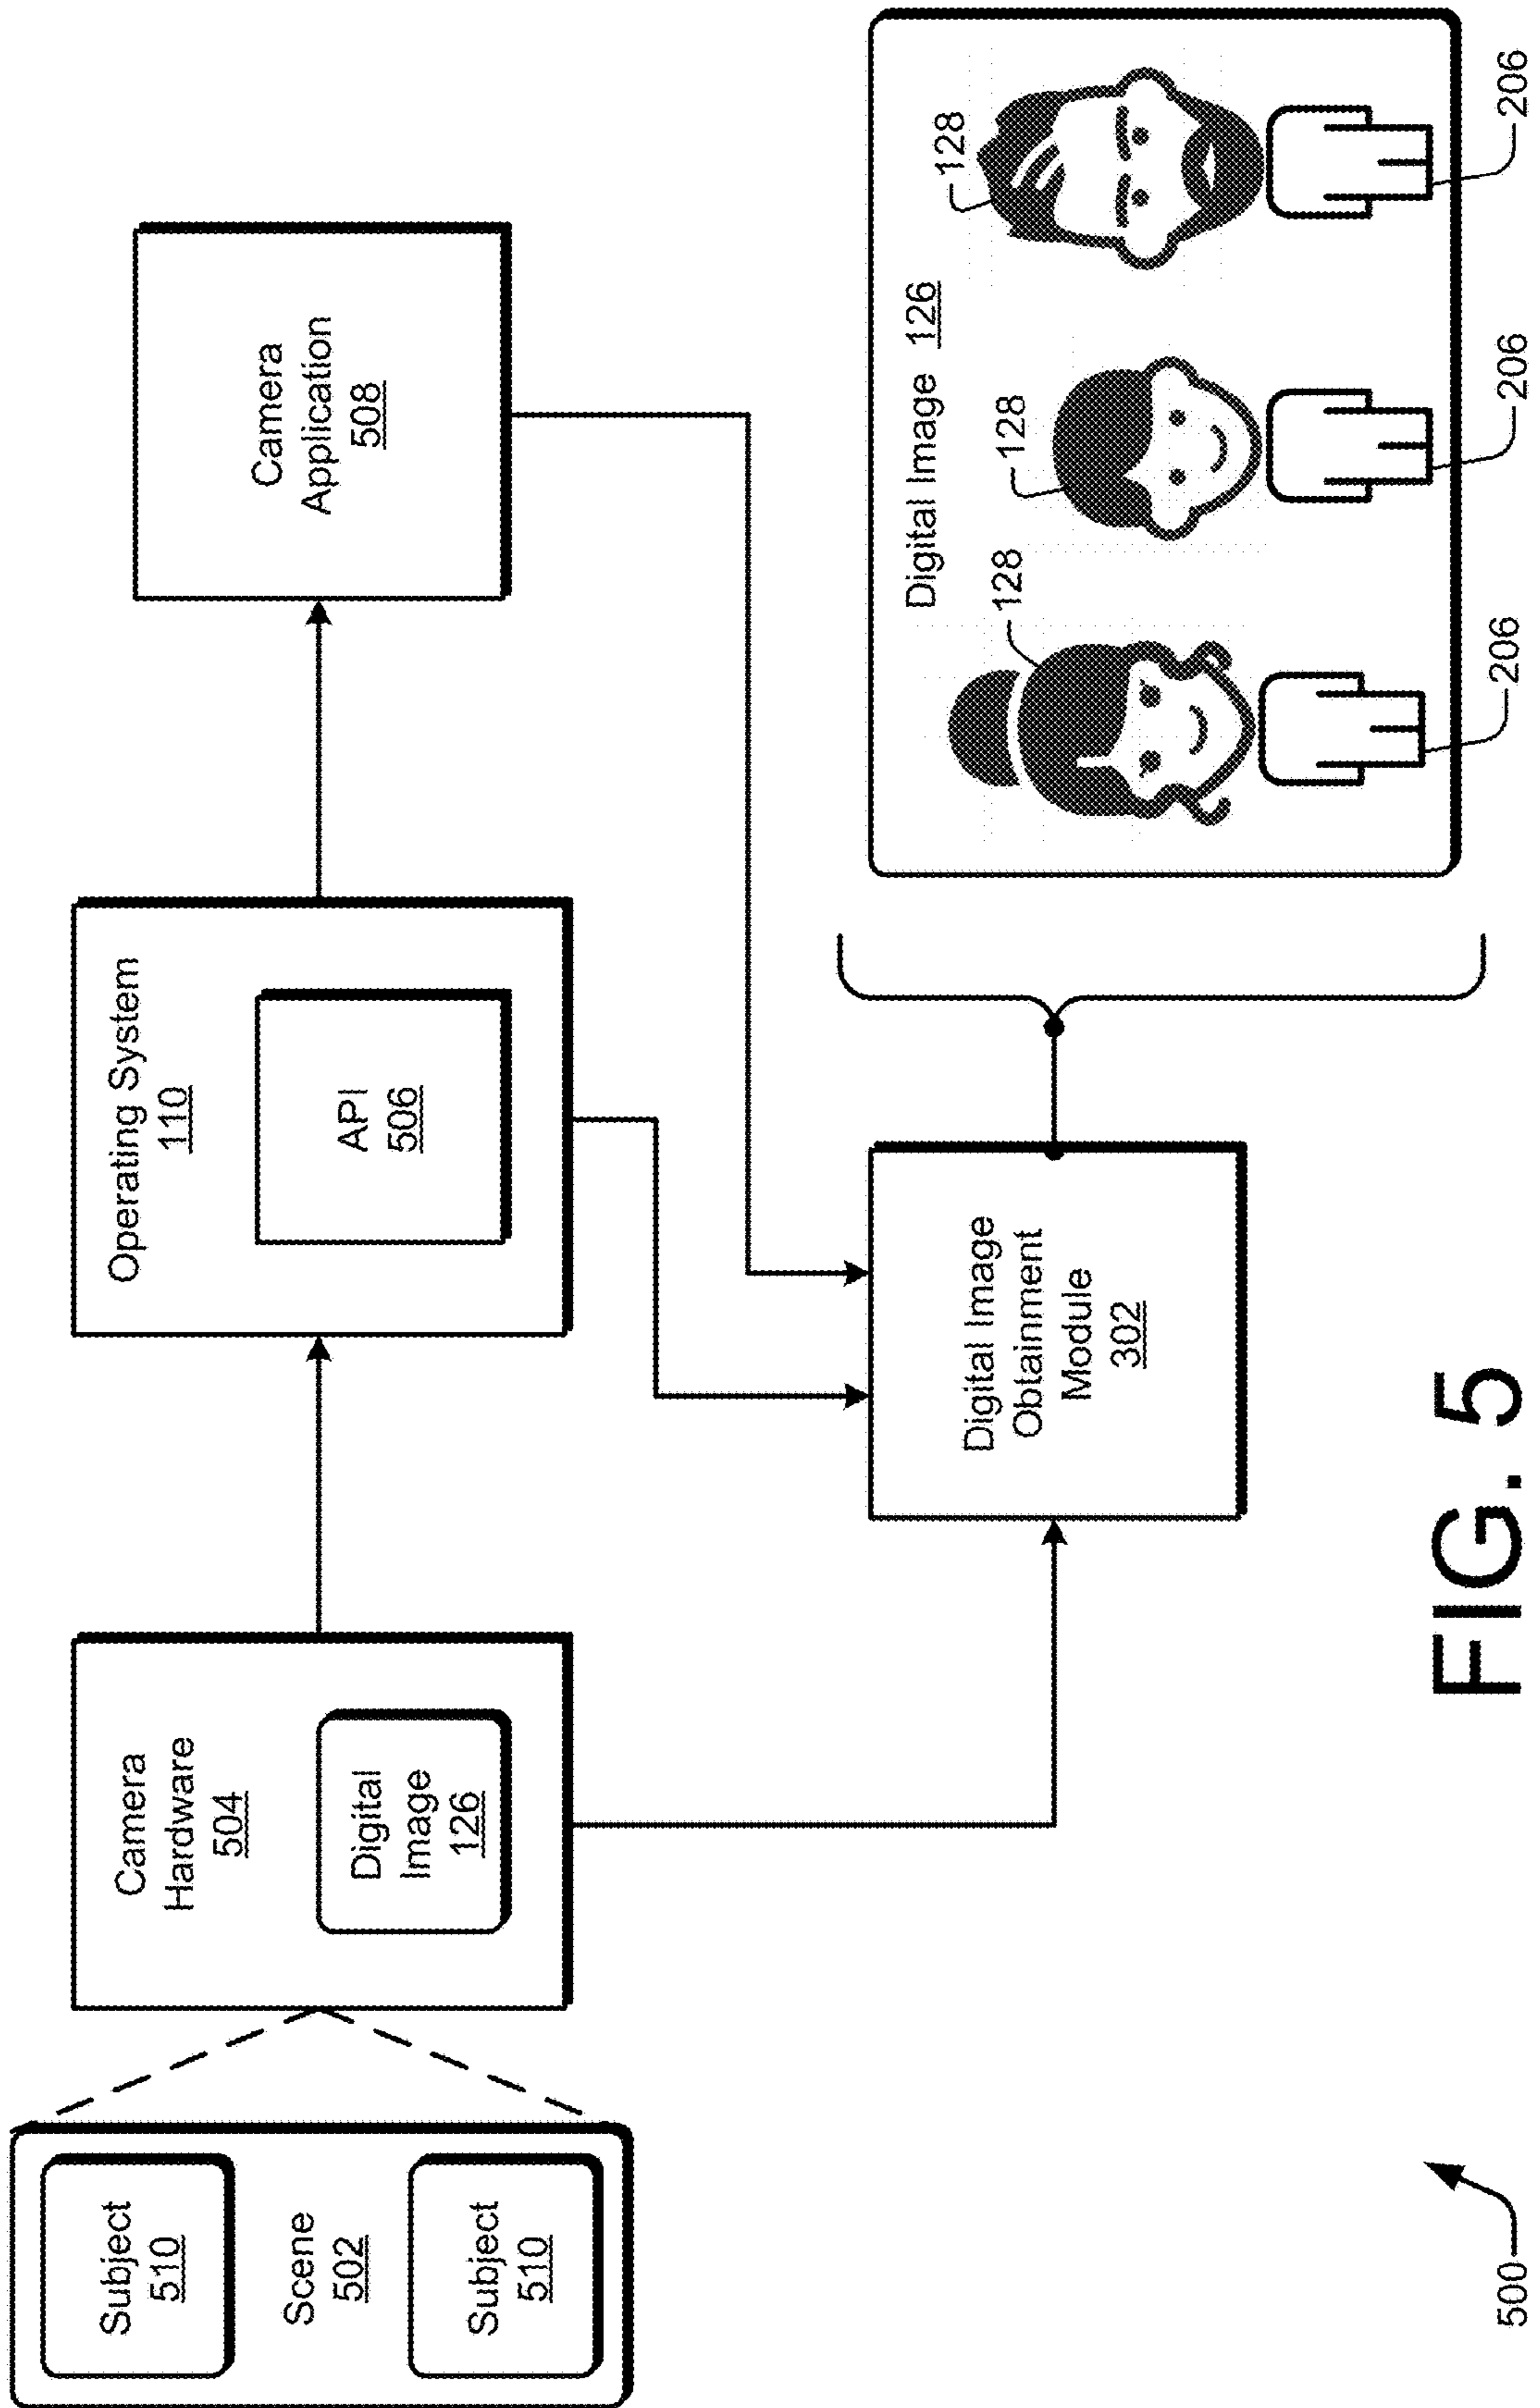 Subject
510
Scene
502
Subject
510
Camera
Hardware
504
Digital
Image
126
Operating System
110
API
506
Camera
Application
508
Digital Image
Obtainment
Module
302
Digital Image 126
128
128
128
206
206
206
500
FIG. 5